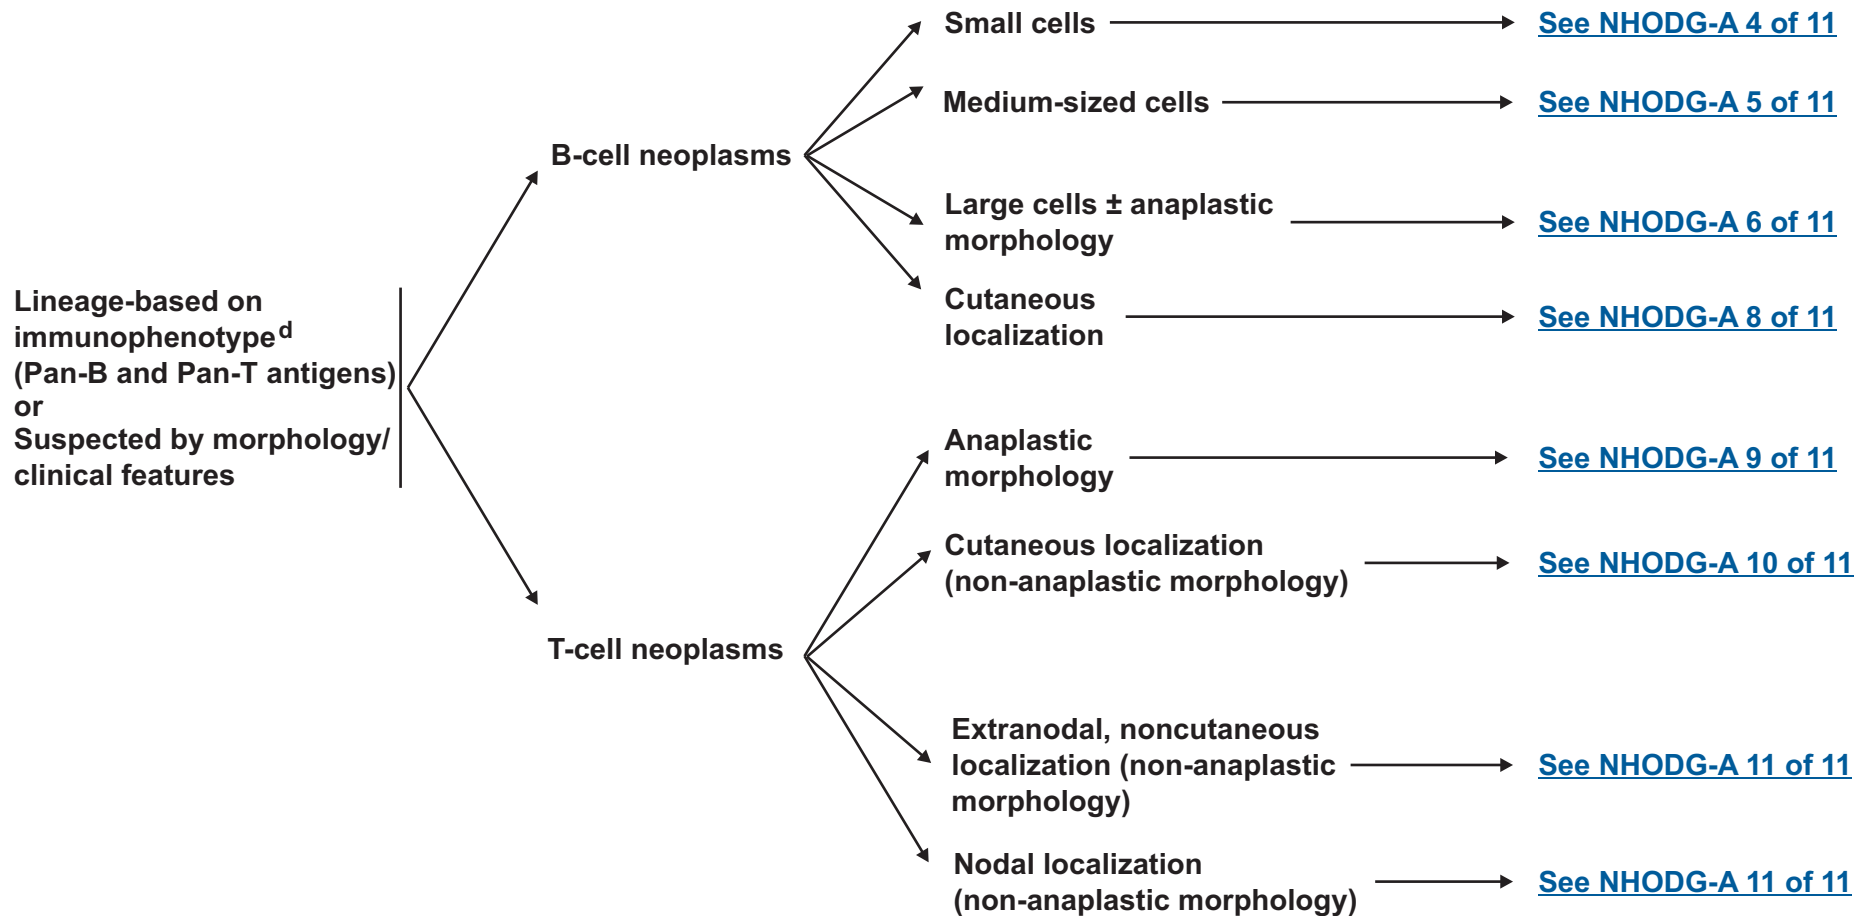 Lineage-based on
immunophenotypeᵈ
(Pan-B and Pan-T antigens)
or
Suspected by morphology/
clinical features
B-cell neoplasms
Small cells
See NHODG-A 4 of 11
Medium-sized cells
See NHODG-A 5 of 11
Large cells ± anaplastic
morphology
See NHODG-A 6 of 11
Cutaneous
localization
See NHODG-A 8 of 11
T-cell neoplasms
Anaplastic
morphology
See NHODG-A 9 of 11
Cutaneous localization
(non-anaplastic morphology)
See NHODG-A 10 of 11
Extranodal, noncutaneous
localization (non-anaplastic
morphology)
See NHODG-A 11 of 11
Nodal localization
(non-anaplastic morphology)
See NHODG-A 11 of 11